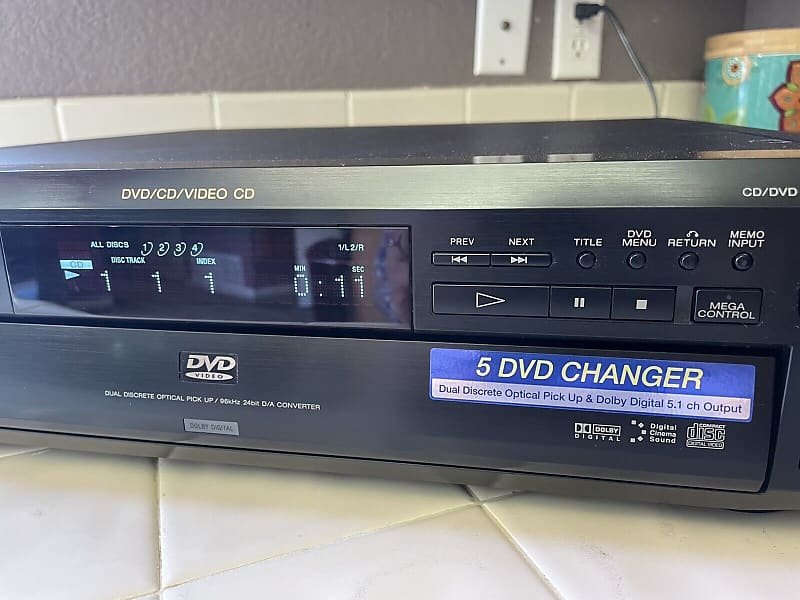 DVD/CD/VIDEO CD
CD/DVD
ALL DISCS 1 2 3 4
1/L 2/R
CD
DISC TRACK INDEX MIN SEC
1 1 1 0:11
PREV NEXT TITLE DVD MENU RETURN MEMO INPUT
MEGA CONTROL
DVD
VIDEO
DUAL DISCRETE OPTICAL PICK UP / 96kHz 24bit D/A CONVERTER
DOLBY DIGITAL
5 DVD CHANGER
Dual Discrete Optical Pick Up & Dolby Digital 5.1 ch Output
DOLBY
DIGITAL
Digital
Cinema
Sound
COMPACT
disc
DIGITAL VIDEO